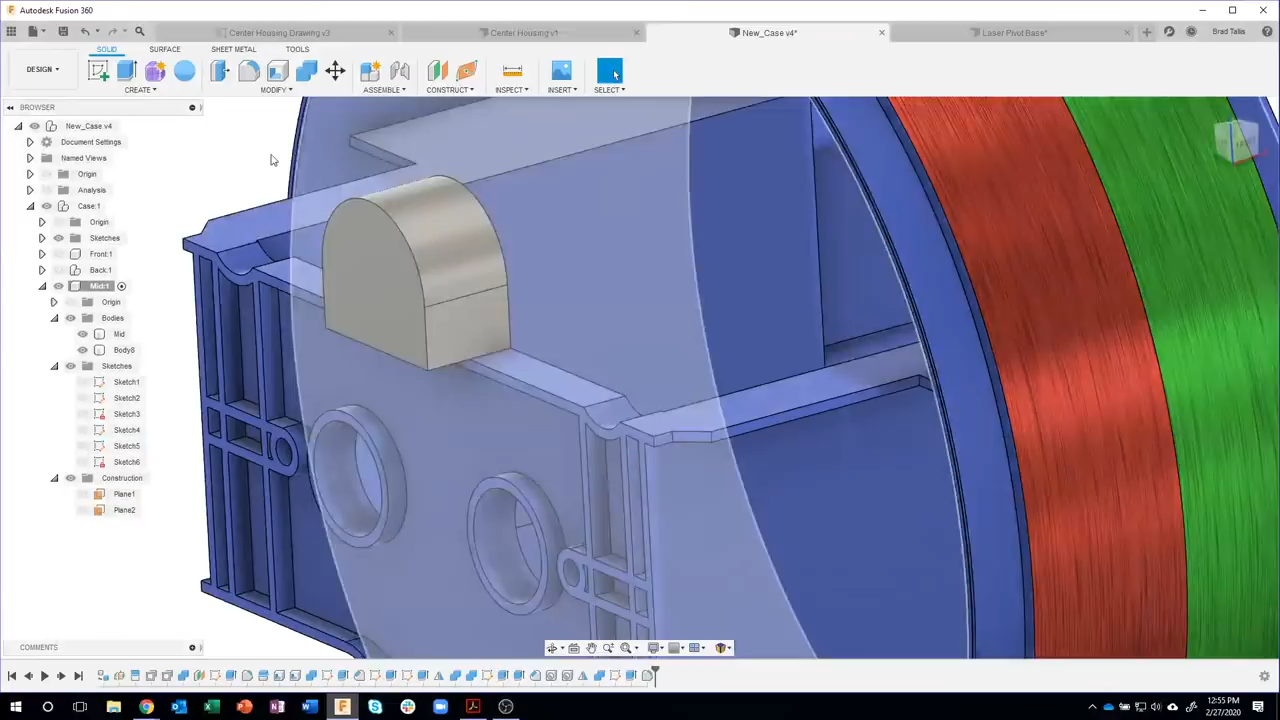 Autodesk Fusion 360
Center Housing Drawing v3
Center Housing v1
New_Case v4*
Laser Pivot Base*
Brad Tallis
SOLID
SURFACE
SHEET METAL
TOOLS
DESIGN
CREATE
MODIFY
ASSEMBLE
CONSTRUCT
INSPECT
INSERT
SELECT
BROWSER
New_Case v4
Document Settings
Named Views
Origin
Analysis
Case:1
Origin
Sketches
Front:1
Back:1
Mid:1
Origin
Bodies
Mid
Body8
Sketches
Sketch1
Sketch2
Sketch3
Sketch4
Sketch5
Sketch6
Construction
Plane1
Plane2
COMMENTS
12:55 PM
2/27/2020